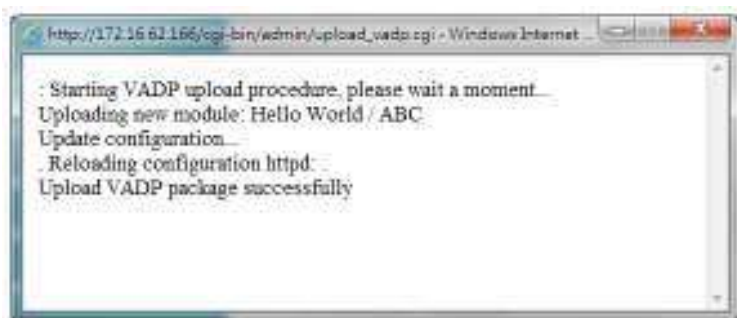 http://172.16.62.166/cgi-bin/admin/upload_vadp.cgi - Windows Internet ...
: Starting VADP upload procedure, please wait a moment...
Uploading new module: Hello World / ABC
Update configuration...
. Reloading configuration httpd:
Upload VADP package successfully